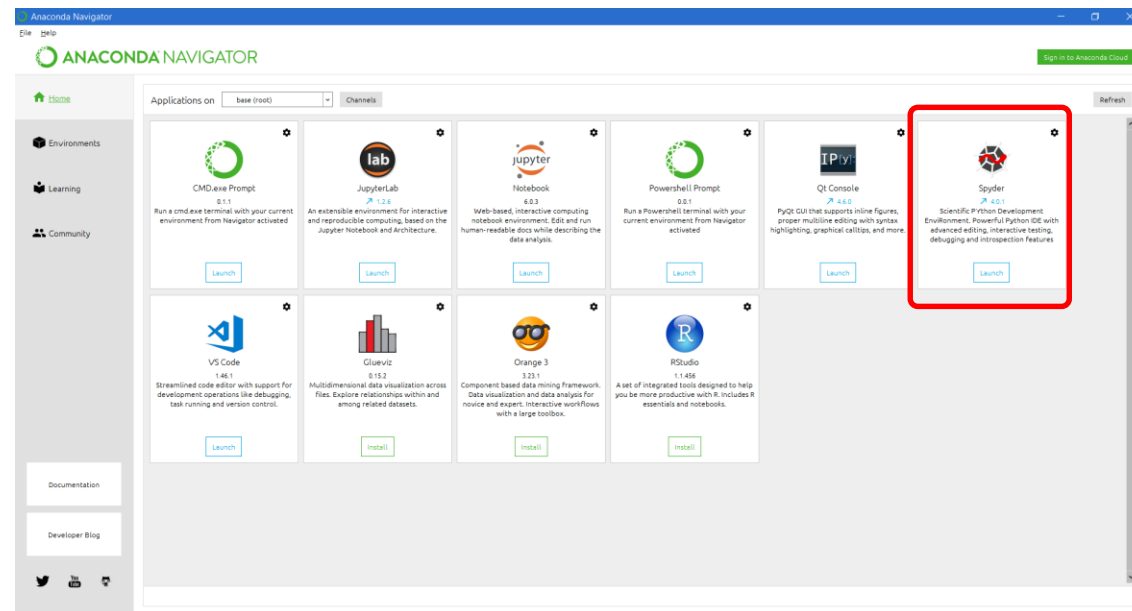 Anaconda Navigator
File Help
ANACONDA NAVIGATOR
Sign in to Anaconda Cloud
Home
Applications on base (root) Channels
Refresh
Environments
Learning
Community
CMD.exe Prompt
0.1.1
Run a cmd.exe terminal with your current
environment from Navigator activated
Launch
lab
JupyterLab
1.2.6
An extensible environment for interactive
and reproducible computing, based on the
Jupyter Notebook and Architecture.
Launch
jupyter
Notebook
6.0.3
Web-based, interactive computing
notebook environment. Edit and run
human-readable docs while describing the
data analysis.
Launch
Powershell Prompt
0.0.1
Run a Powershell terminal with your
current environment from Navigator
activated
Launch
IP[y]:
Qt Console
4.6.0
PyQt GUI that supports inline figures,
proper multiline editing with syntax
highlighting, graphical calltips, and more.
Launch
Spyder
4.0.1
Scientific PYthon Development
EnviRonment. Powerful Python IDE with
advanced editing, interactive testing,
debugging and introspection features
Launch
VS Code
1.46.1
Streamlined code editor with support for
development operations like debugging,
task running and version control.
Launch
Glueviz
0.15.2
Multidimensional data visualization across
files. Explore relationships within and
among related datasets.
Install
Orange 3
3.23.1
Component based data mining framework.
Data visualization and data analysis for
novice and expert. Interactive workflows
with a large toolbox.
Install
R
RStudio
1.1.456
A set of integrated tools designed to help
you be more productive with R. Includes R
essentials and notebooks.
Install
Documentation
Developer Blog
You
Tube